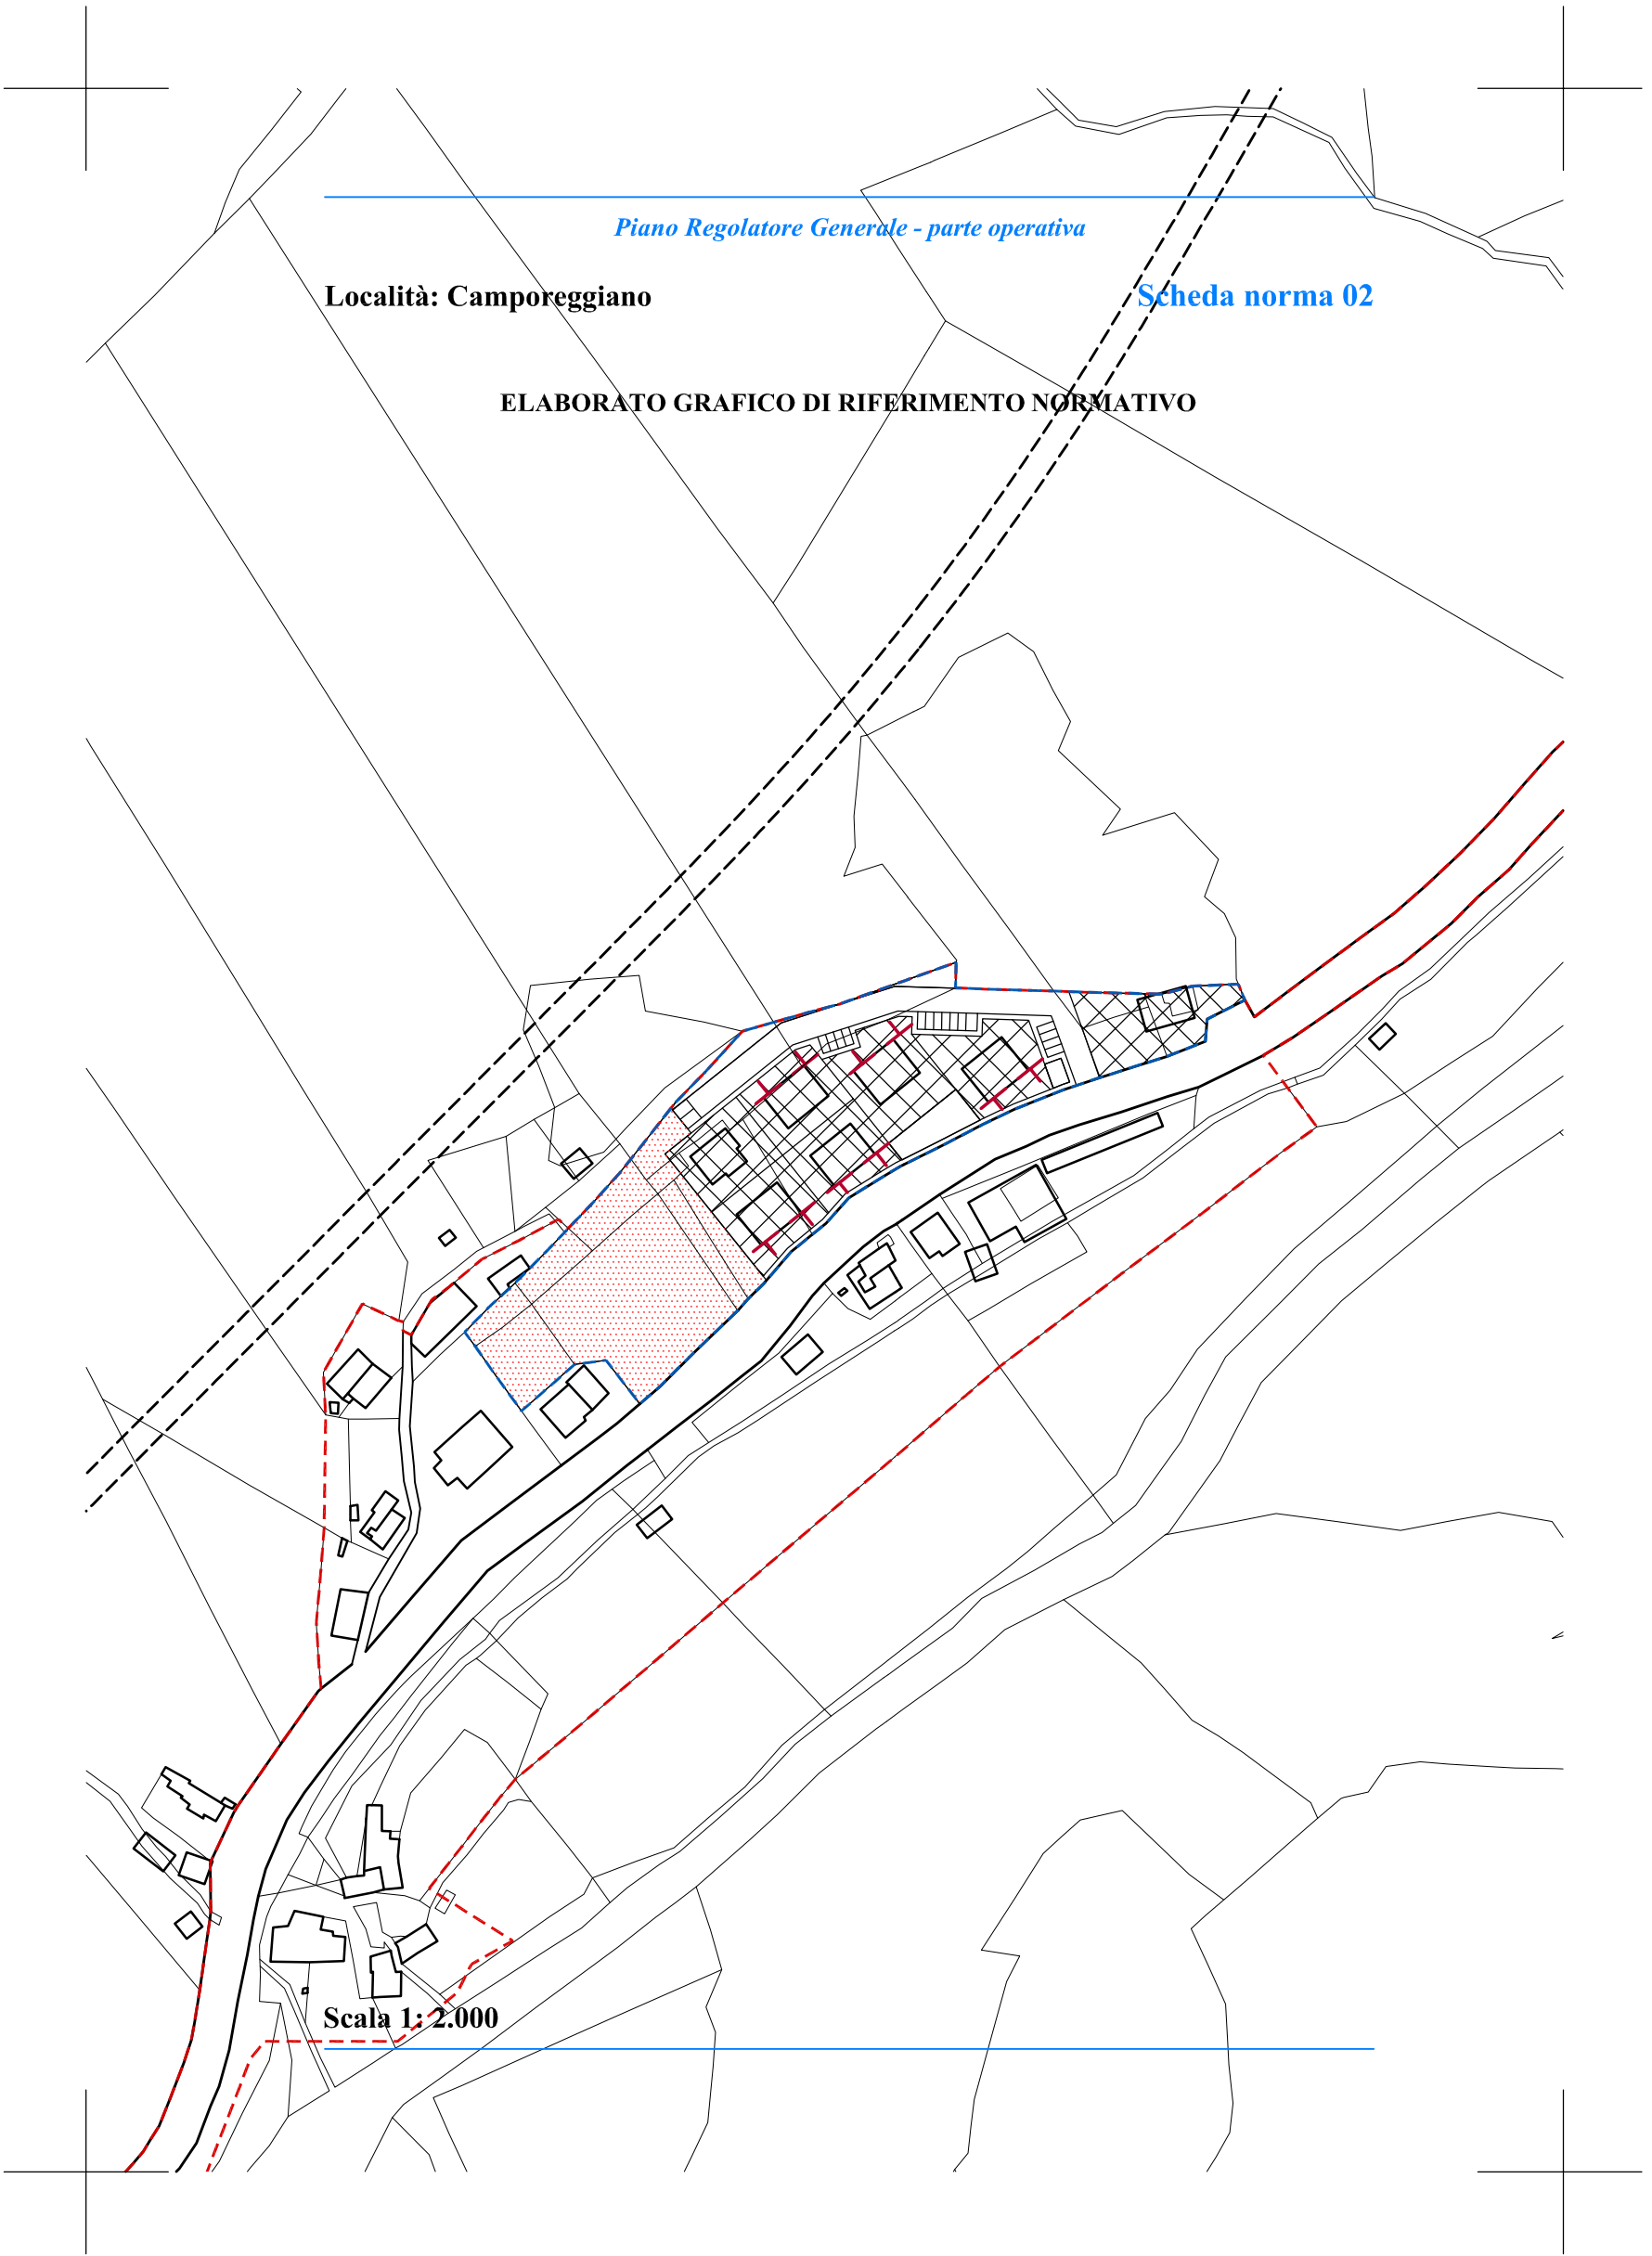 Piano Regolatore Generale - parte operativa
Località: Camporeggiano
Scheda norma 02
ELABORATO GRAFICO DI RIFERIMENTO NORMATIVO
Scala 1: 2.000